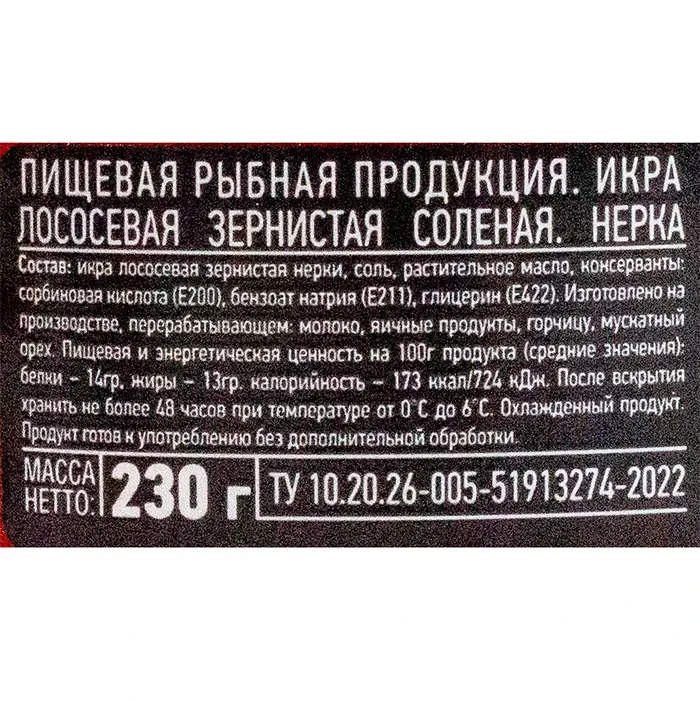 ПИЩЕВАЯ РЫБНАЯ ПРОДУКЦИЯ. ИКРА
ЛОСОСЕВАЯ ЗЕРНИСТАЯ СОЛЕНАЯ. НЕРКА
Состав: икра лососевая зернистая нерки, соль, растительное масло, консерванты:
сорбиновая кислота (Е200), бензоат натрия (Е211), глицерин (Е422). Изготовлено на
производстве, перерабатывающем: молоко, яичные продукты, горчицу, мускатный
орех. Пищевая и энергетическая ценность на 100г продукта (средние значения):
белки – 14гр, жиры – 13гр. калорийность – 173 ккал/724 кДж. После вскрытия
хранить не более 48 часов при температуре от 0°С до 6°С. Охлажденный продукт.
Продукт готов к употреблению без дополнительной обработки.
МАССА
НЕТТО:
230 г
ТУ 10.20.26-005-51913274-2022